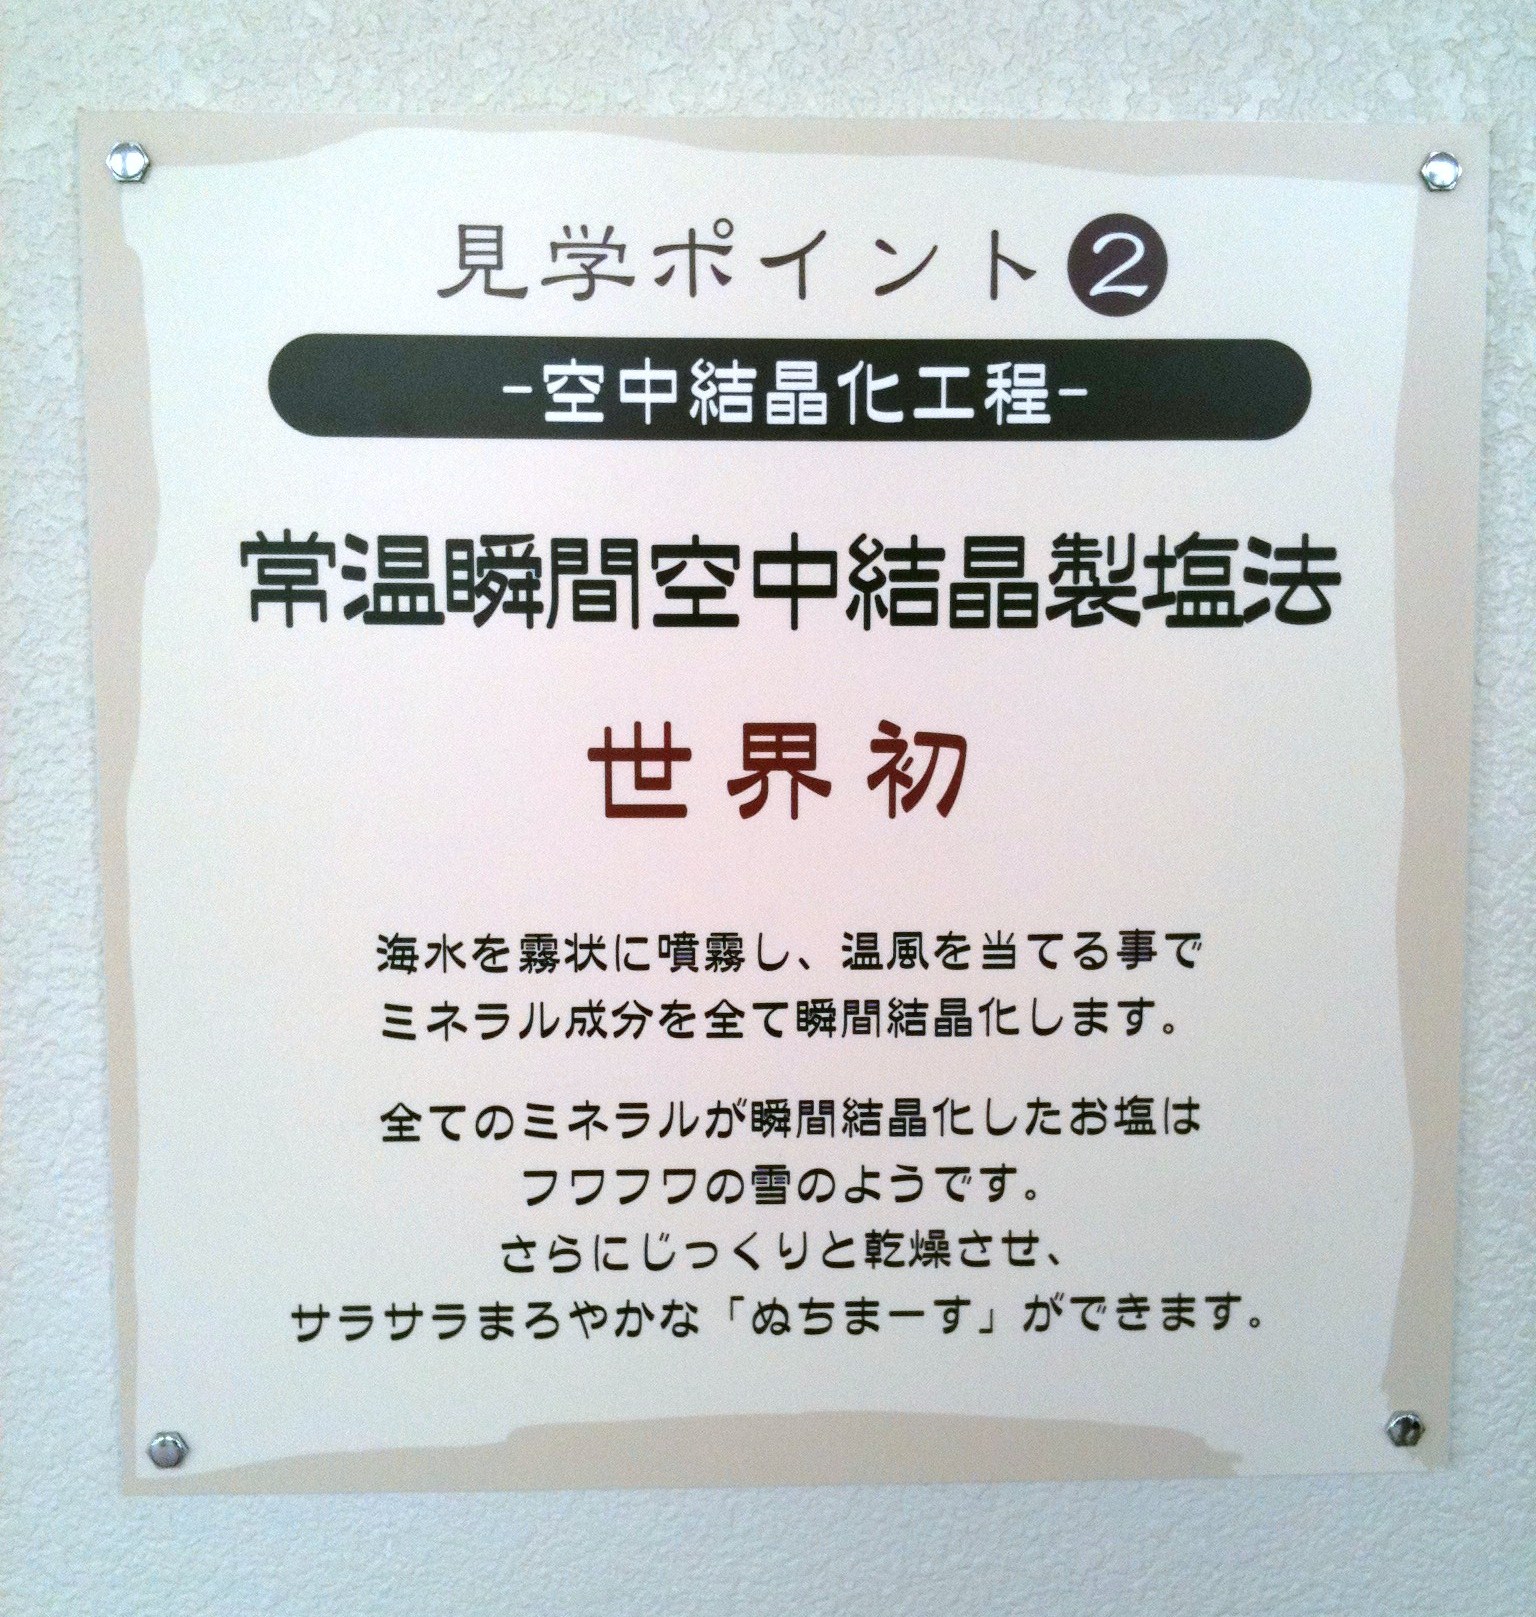 見学ポイント❷
-空中結晶化工程-
常温瞬間空中結晶製塩法
世界初
海水を霧状に噴霧し、温風を当てる事で
ミネラル成分を全て瞬間結晶化します。
全てのミネラルが瞬間結晶化したお塩は
フワフワの雪のようです。
さらにじっくりと乾燥させ、
サラサラまろやかな「ぬちまーす」ができます。